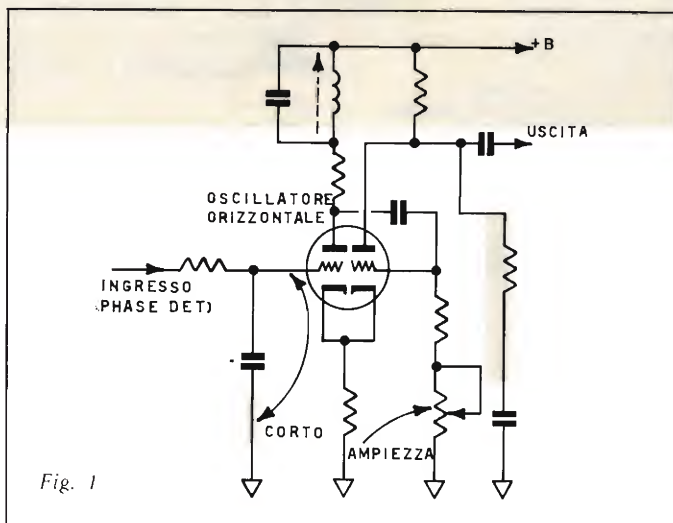 +B
USCITA
OSCILLATORE
ORIZZONTALE
INGRESSO
(PHASE DET)
CORTO
AMPIEZZA
Fig. 1